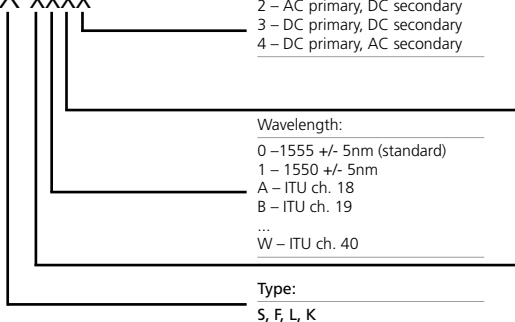 2 – AC primary, DC secondary
3 – DC primary, DC secondary
4 – DC primary, AC secondary
Wavelength:
0 –1555 +/- 5nm (standard)
1 – 1550 +/- 5nm
A – ITU ch. 18
B – ITU ch. 19
...
W – ITU ch. 40
Type:
S, F, L, K